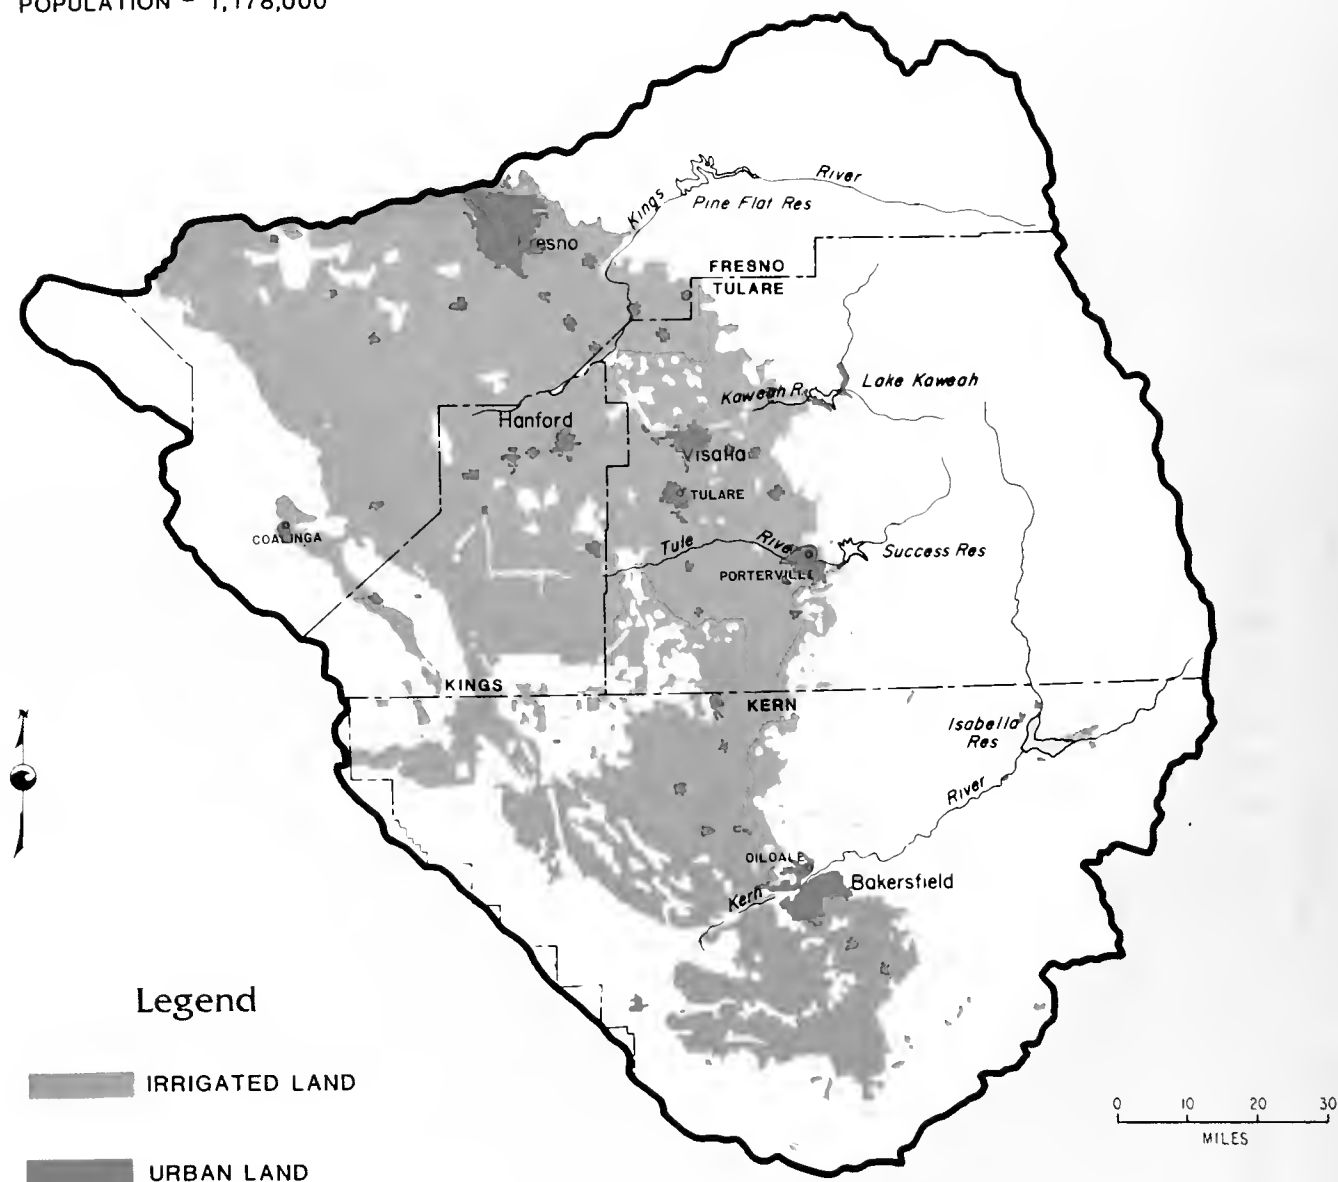 POPULATION - 1,178,000
River
Kings
Pine Flat Res
Fresno
FRESNO
TULARE
Lake Kaweah
Kaweah R.
Hanford
Visalia
TULARE
COALINGA
Tule River
Success Res
PORTERVILLE
KINGS
KERN
Isabella
Res
River
OILDALE
Bakersfield
Kern
N
Legend
IRRIGATED LAND
URBAN LAND
0 10 20 30
MILES